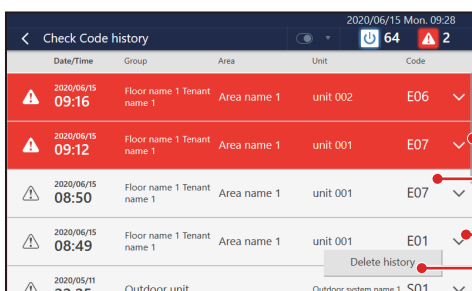 2020/06/15 Mon. 09:28
Check Code history
64
2
Date/Time Group Area Unit Code
2020/06/15
09:16
Floor name 1 Tenant
name 1
Area name 1 unit 002 E06
2020/06/15
09:12
Floor name 1 Tenant
name 1
Area name 1 unit 001 E07
2020/06/15
08:50
Floor name 1 Tenant
name 1
Area name 1 unit 001 E07
2020/06/15
08:49
Floor name 1 Tenant
name 1
Area name 1 unit 001 E01
Delete history
2020/05/11
Outdoor unit Outdoor system name 1 S01